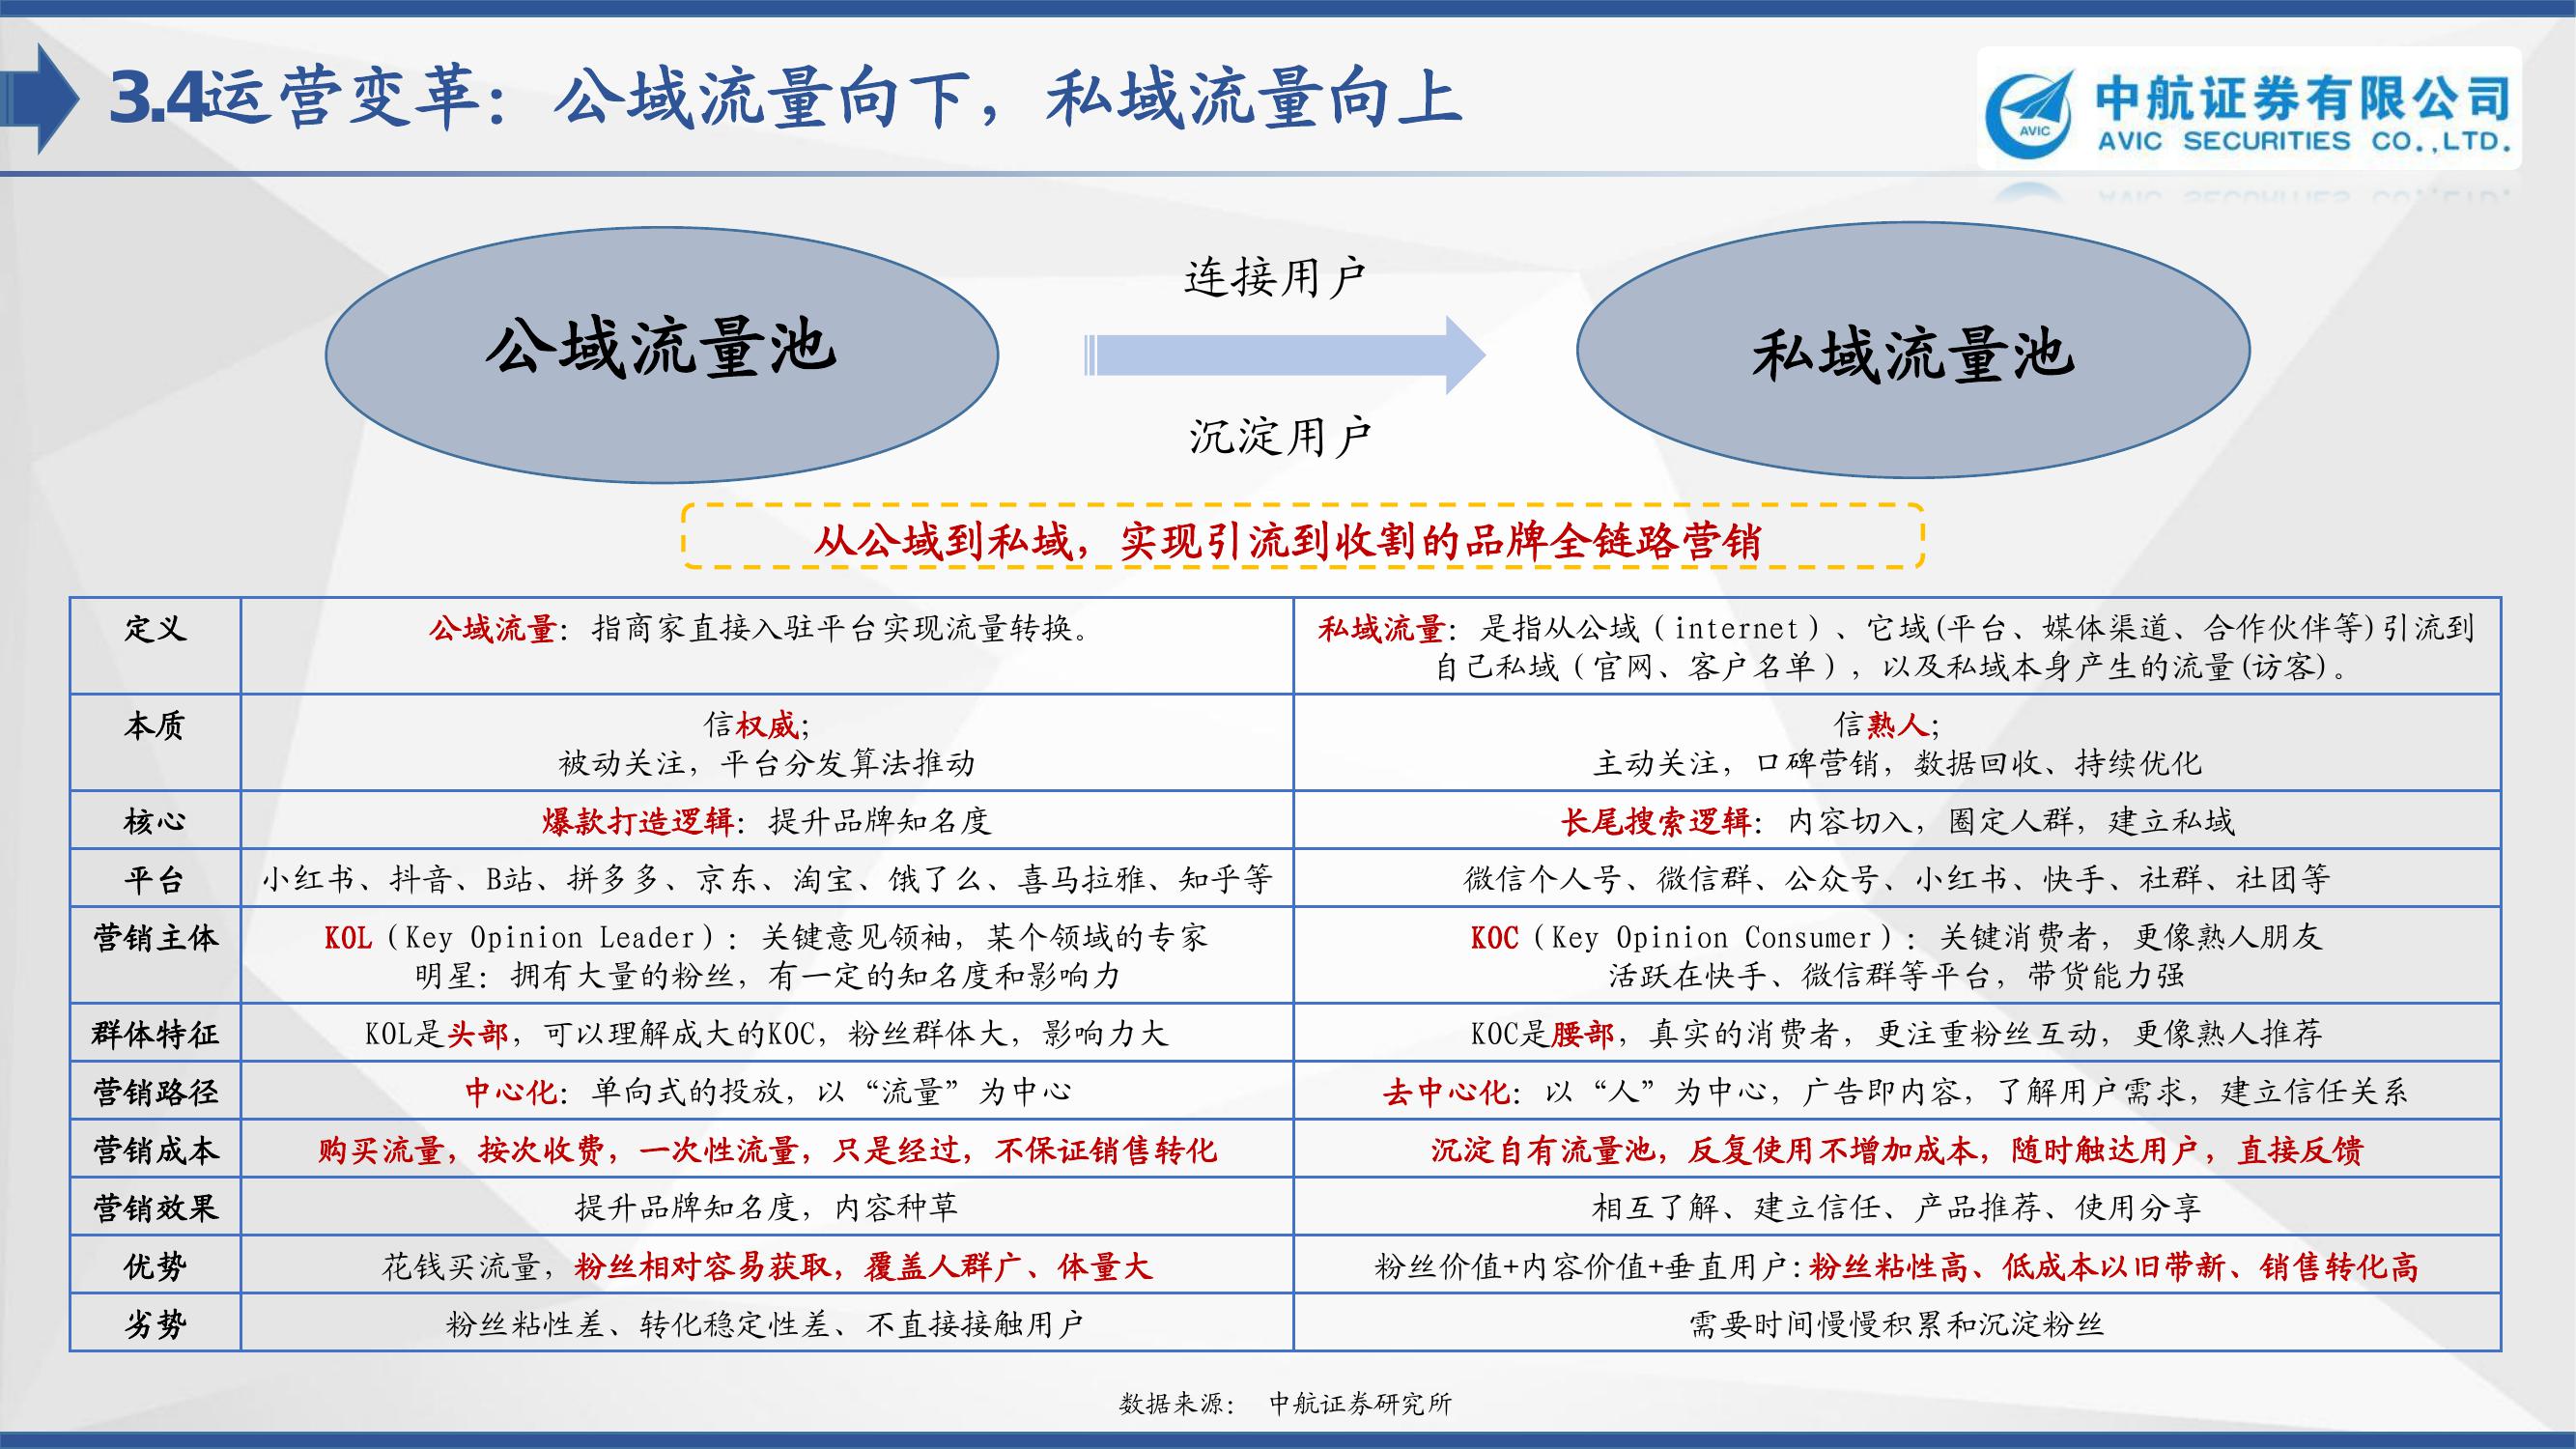 3.4运营变革：公域流量向下，私域流量向上
中航证券有限公司
AVIC SECURITIES CO.,LTD.
AVIC
公域流量池
连接用户
沉淀用户
私域流量池
从公域到私域，实现引流到收割的品牌全链路营销
定义
公域流量：指商家直接入驻平台实现流量转换。
私域流量：是指从公域（internet）、它域(平台、媒体渠道、合作伙伴等)引流到
自己私域（官网、客户名单），以及私域本身产生的流量(访客)。
本质
信权威；
被动关注，平台分发算法推动
信熟人；
主动关注，口碑营销，数据回收、持续优化
核心
爆款打造逻辑：提升品牌知名度
长尾搜索逻辑：内容切入，圈定人群，建立私域
平台
小红书、抖音、B站、拼多多、京东、淘宝、饿了么、喜马拉雅、知乎等
微信个人号、微信群、公众号、小红书、快手、社群、社团等
营销主体
KOL（Key Opinion Leader）：关键意见领袖，某个领域的专家
明星：拥有大量的粉丝，有一定的知名度和影响力
KOC（Key Opinion Consumer）：关键消费者，更像熟人朋友
活跃在快手、微信群等平台，带货能力强
群体特征
KOL是头部，可以理解成大的KOC，粉丝群体大，影响力大
KOC是腰部，真实的消费者，更注重粉丝互动，更像熟人推荐
营销路径
中心化：单向式的投放，以“流量”为中心
去中心化：以“人”为中心，广告即内容，了解用户需求，建立信任关系
营销成本
购买流量，按次收费，一次性流量，只是经过，不保证销售转化
沉淀自有流量池，反复使用不增加成本，随时触达用户，直接反馈
营销效果
提升品牌知名度，内容种草
相互了解、建立信任、产品推荐、使用分享
优势
花钱买流量，粉丝相对容易获取，覆盖人群广、体量大
粉丝价值+内容价值+垂直用户:粉丝粘性高、低成本以旧带新、销售转化高
劣势
粉丝粘性差、转化稳定性差、不直接接触用户
需要时间慢慢积累和沉淀粉丝
数据来源： 中航证券研究所